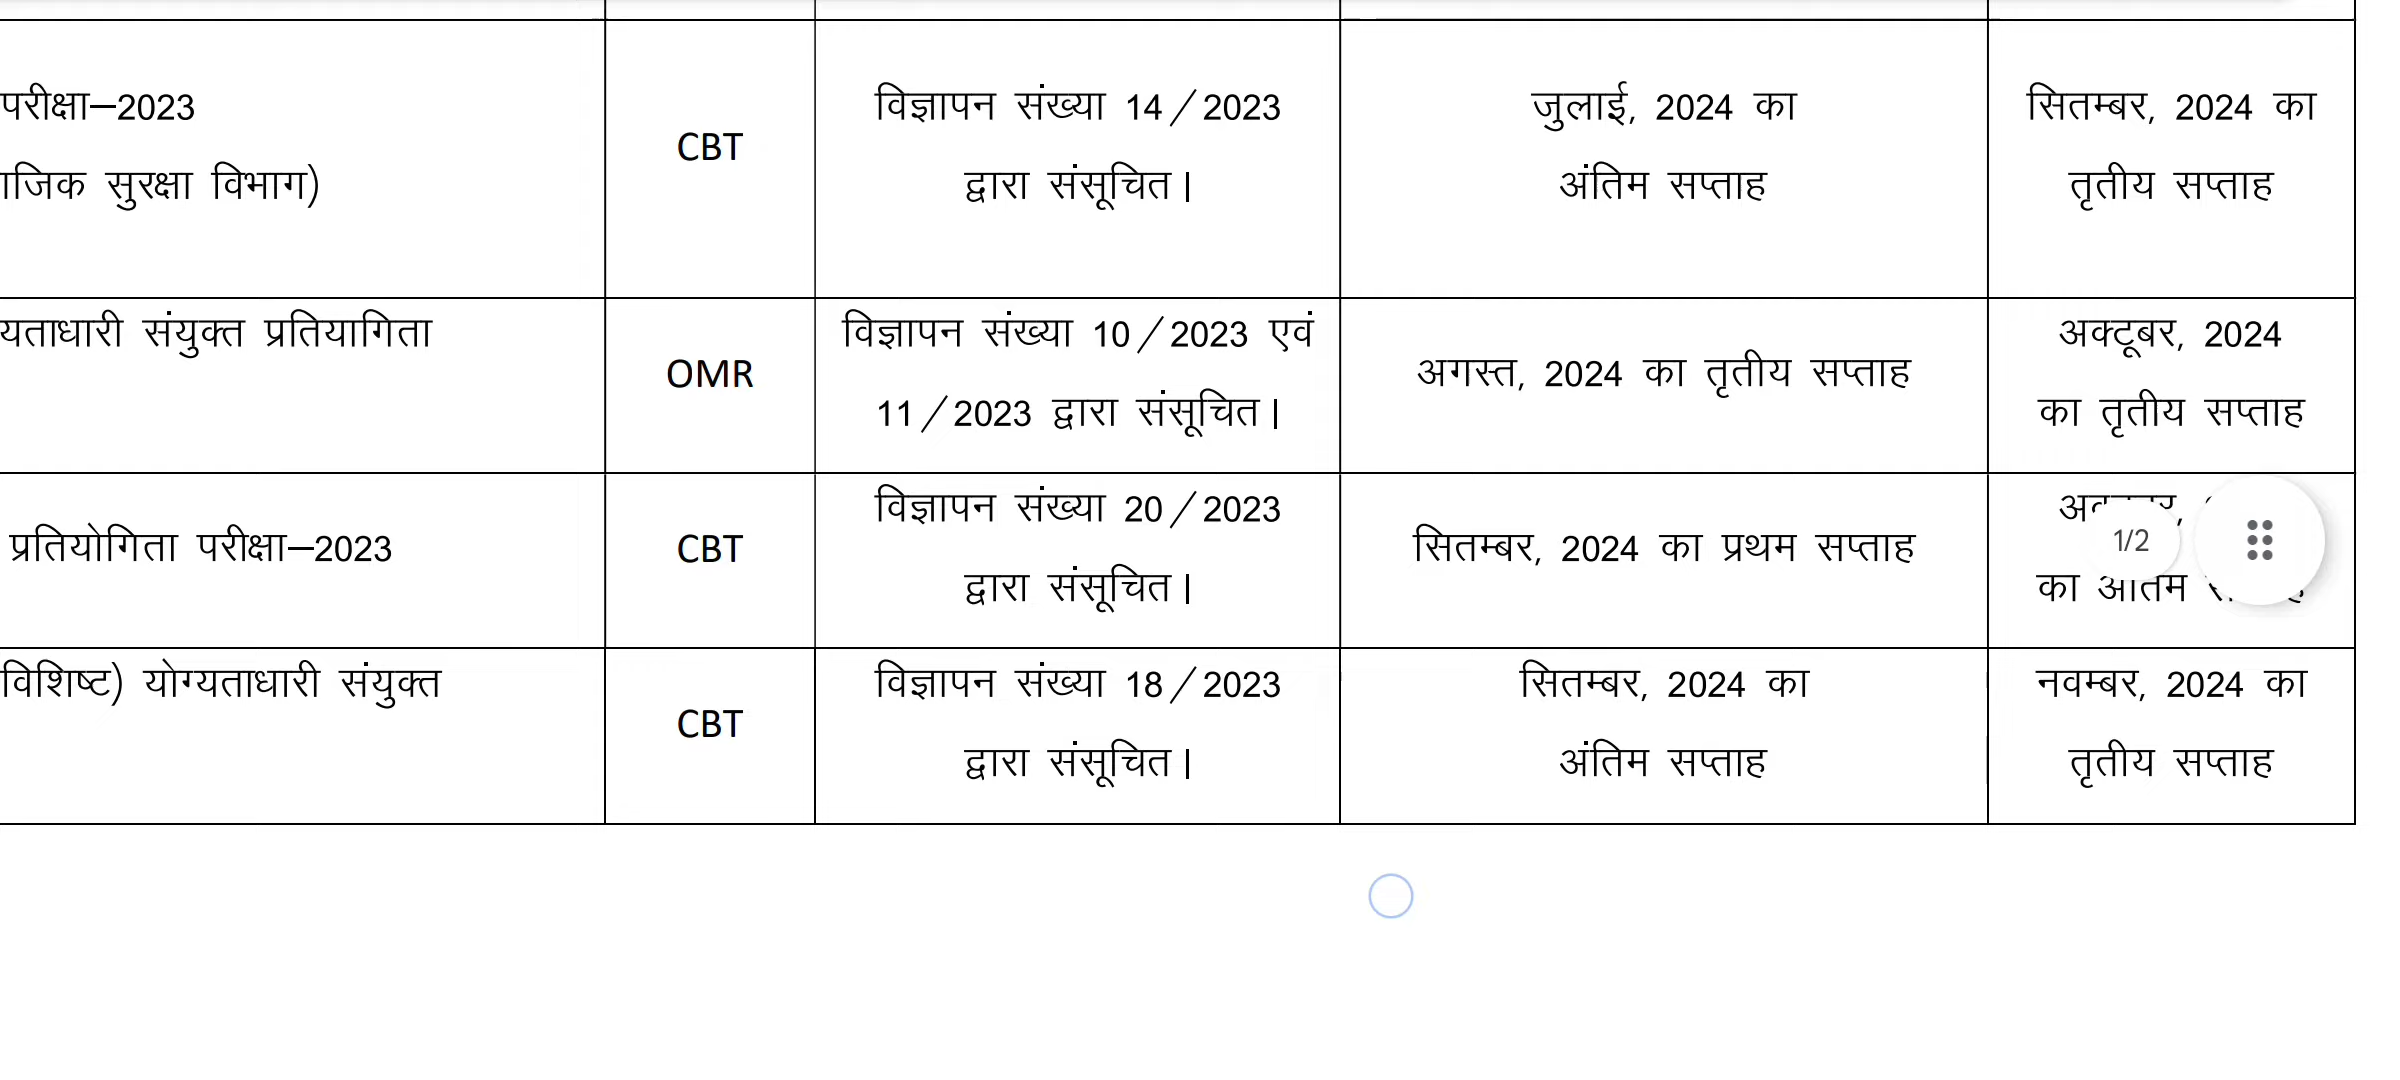 परीक्षा–2023
ाजिक सुरक्षा विभाग)
CBT
विज्ञापन संख्या 14/2023
द्वारा संसूचित।
जुलाई, 2024 का
अंतिम सप्ताह
सितम्बर, 2024 का
तृतीय सप्ताह
यताधारी संयुक्त प्रतियागिता
OMR
विज्ञापन संख्या 10/2023 एवं
11/2023 द्वारा संसूचित।
अगस्त, 2024 का तृतीय सप्ताह
अक्टूबर, 2024
का तृतीय सप्ताह
प्रतियोगिता परीक्षा–2023
CBT
विज्ञापन संख्या 20/2023
द्वारा संसूचित।
सितम्बर, 2024 का प्रथम सप्ताह
1/2
का
विशिष्ट) योग्यताधारी संयुक्त
CBT
विज्ञापन संख्या 18/2023
द्वारा संसूचित।
सितम्बर, 2024 का
अंतिम सप्ताह
नवम्बर, 2024 का
तृतीय सप्ताह